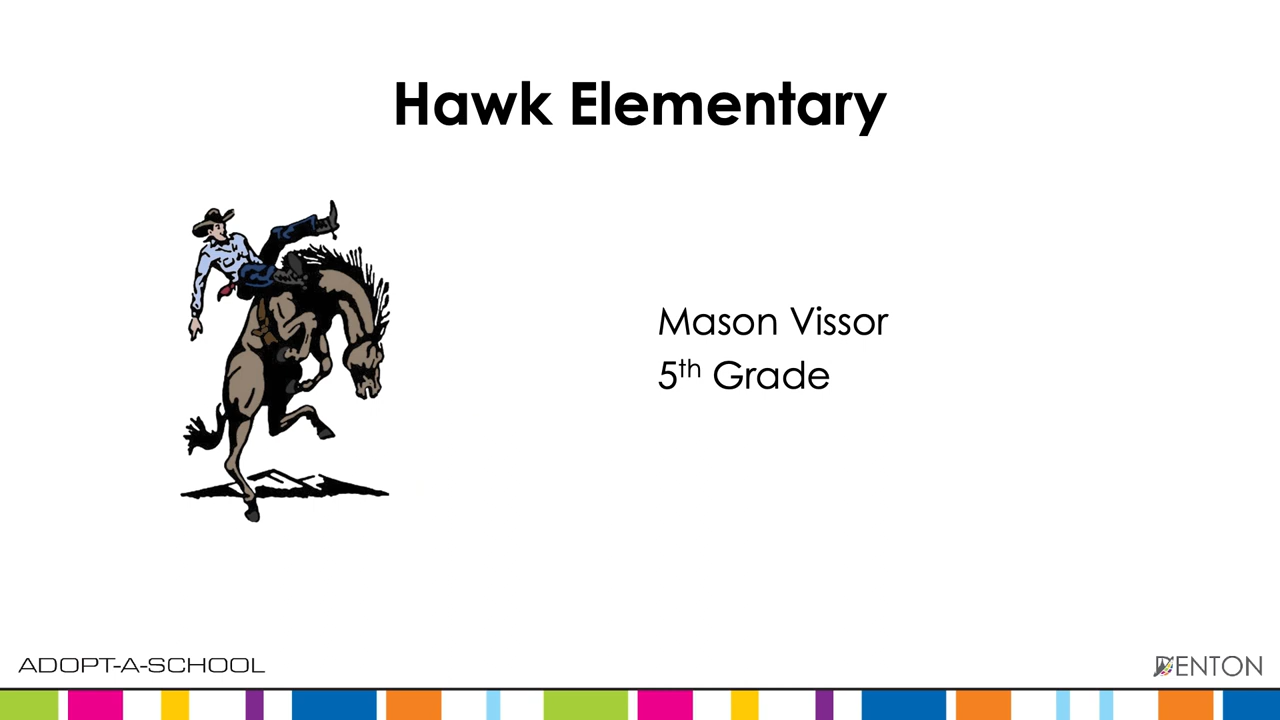 Hawk Elementary
Mason Vissor
5th Grade
ADOPT-A-SCHOOL
DENTON